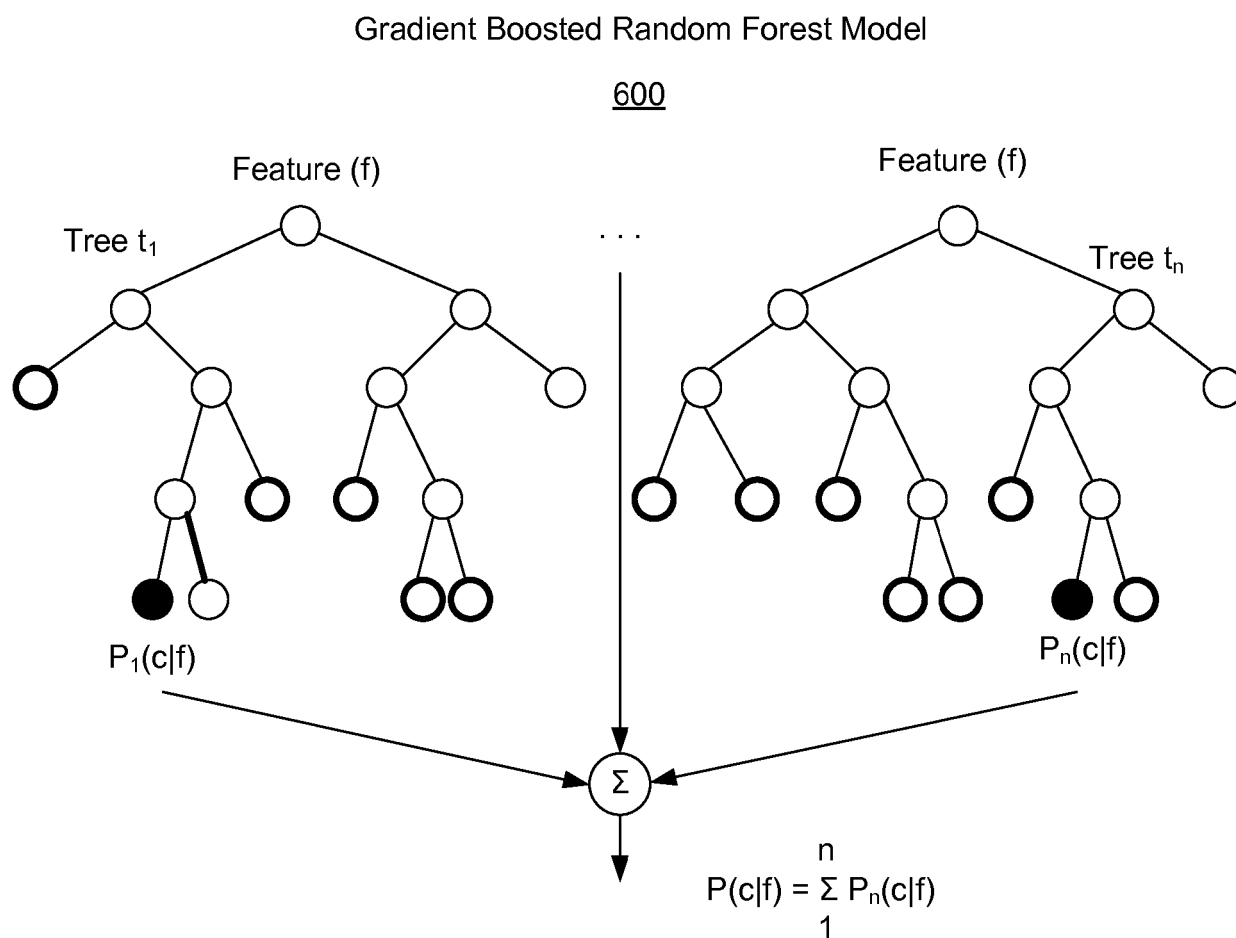 Gradient Boosted Random Forest Model
600
Feature (f)
Feature (f)
Tree t₁
. . .
Tree tₙ
P₁(c|f)
Pₙ(c|f)
Σ
n
P(c|f) = Σ Pₙ(c|f)
1